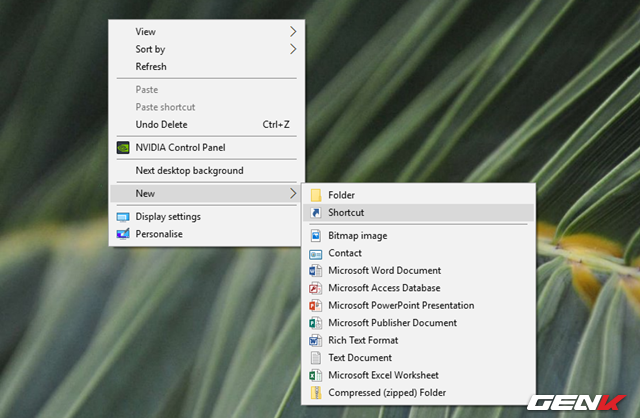 View
Sort by
Refresh
Paste
Paste shortcut
Undo Delete Ctrl+Z
NVIDIA Control Panel
Next desktop background
New
Display settings
Personalise
Folder
Shortcut
Bitmap image
Contact
Microsoft Word Document
Microsoft Access Database
Microsoft PowerPoint Presentation
Microsoft Publisher Document
Rich Text Format
Text Document
Microsoft Excel Worksheet
Compressed (zipped) Folder
GENK